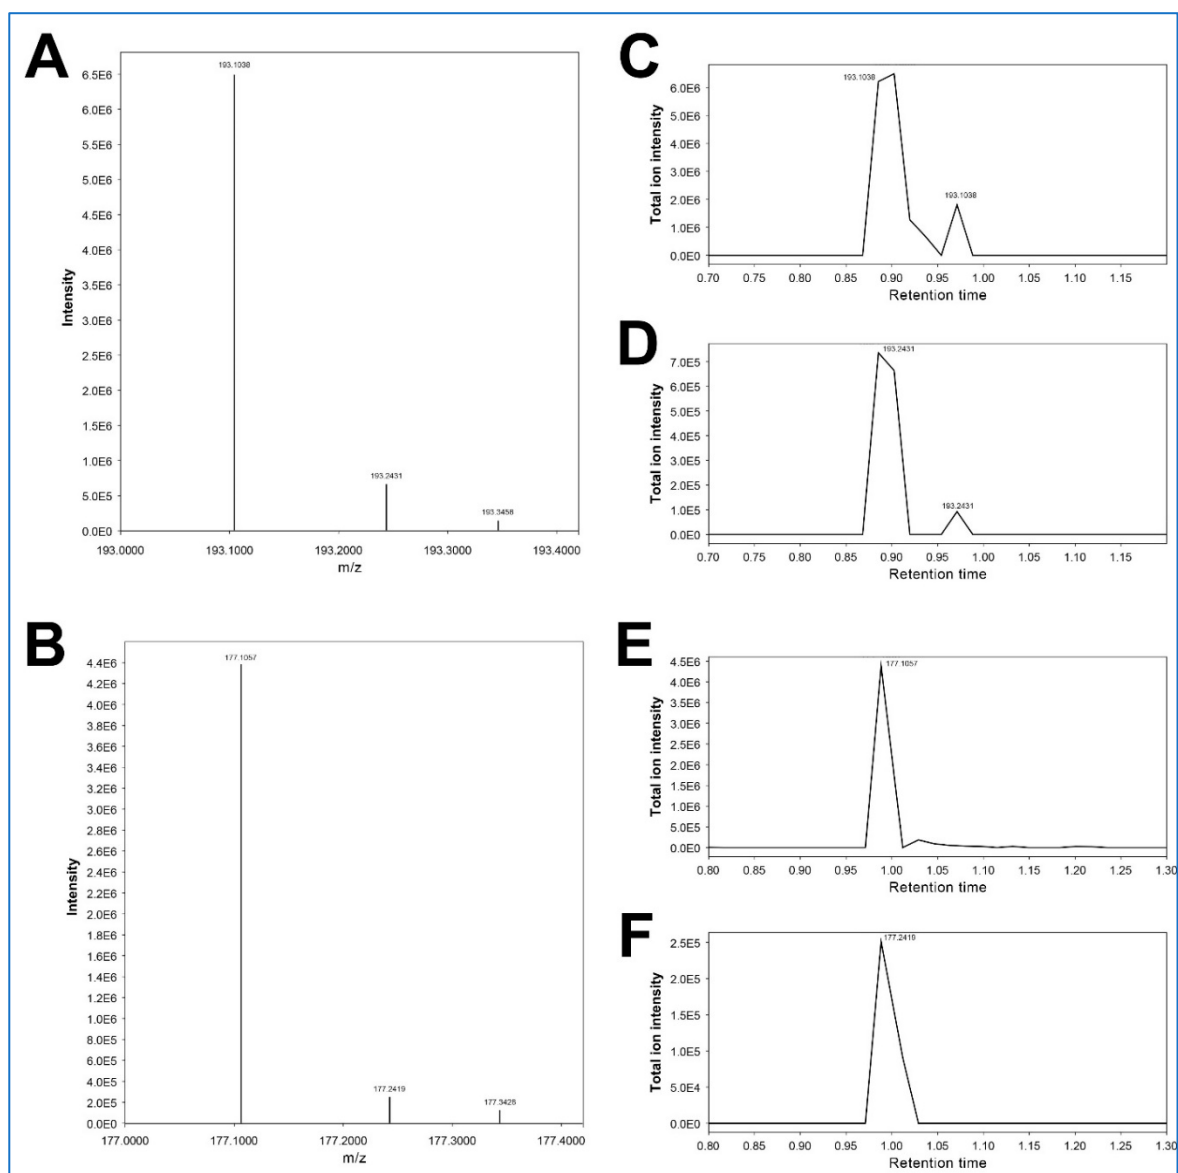 A
193.1038
6.5E6
6.0E6
5.5E6
5.0E6
4.5E6
4.0E6
3.5E6
3.0E6
2.5E6
2.0E6
1.5E6
1.0E6
5.0E5
0.0E0
Intensity
193.2431
193.3458
193.0000 193.1000 193.2000 193.3000 193.4000
m/z
B
177.1057
4.4E6
4.2E6
4.0E6
3.8E6
3.6E6
3.4E6
3.2E6
3.0E6
2.8E6
2.6E6
2.4E6
2.2E6
2.0E6
1.8E6
1.6E6
1.4E6
1.2E6
1.0E6
8.0E5
6.0E5
4.0E5
2.0E5
0.0E0
Intensity
177.2419
177.3428
177.0000 177.1000 177.2000 177.3000 177.4000
m/z
C
6.0E6
5.0E6
4.0E6
3.0E6
2.0E6
1.0E6
0.0E0
Total ion intensity
193.1038
193.1038
0.70 0.75 0.80 0.85 0.90 0.95 1.00 1.05 1.10 1.15
Retention time
D
7.0E5
6.0E5
5.0E5
4.0E5
3.0E5
2.0E5
1.0E5
0.0E0
Total ion intensity
193.2431
193.2431
0.70 0.75 0.80 0.85 0.90 0.95 1.00 1.05 1.10 1.15
Retention time
E
4.5E6
4.0E6
3.5E6
3.0E6
2.5E6
2.0E6
1.5E6
1.0E6
5.0E5
0.0E0
Total ion intensity
177.1057
0.80 0.85 0.90 0.95 1.00 1.05 1.10 1.15 1.20 1.25 1.30
Retention time
F
2.5E5
2.0E5
1.5E5
1.0E5
5.0E4
0.0E0
Total ion intensity
177.2419
0.80 0.85 0.90 0.95 1.00 1.05 1.10 1.15 1.20 1.25 1.30
Retention time